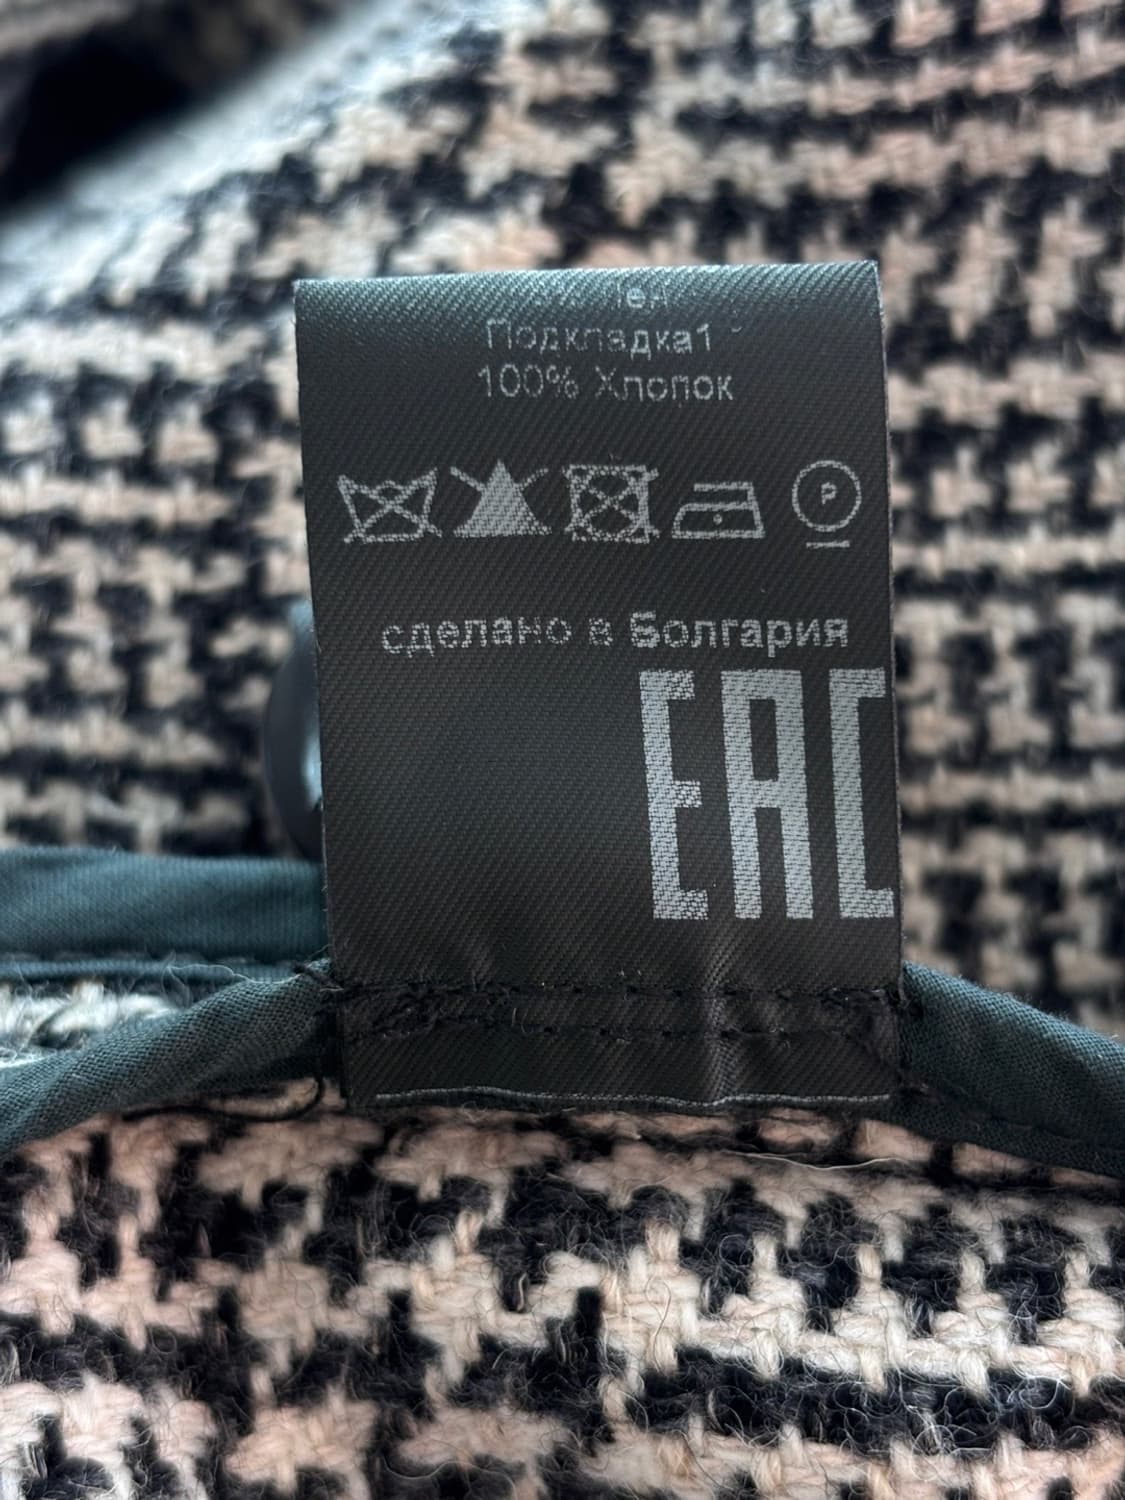 Подкладка1
100% Хлопок
P
сделано в Болгария
EAC